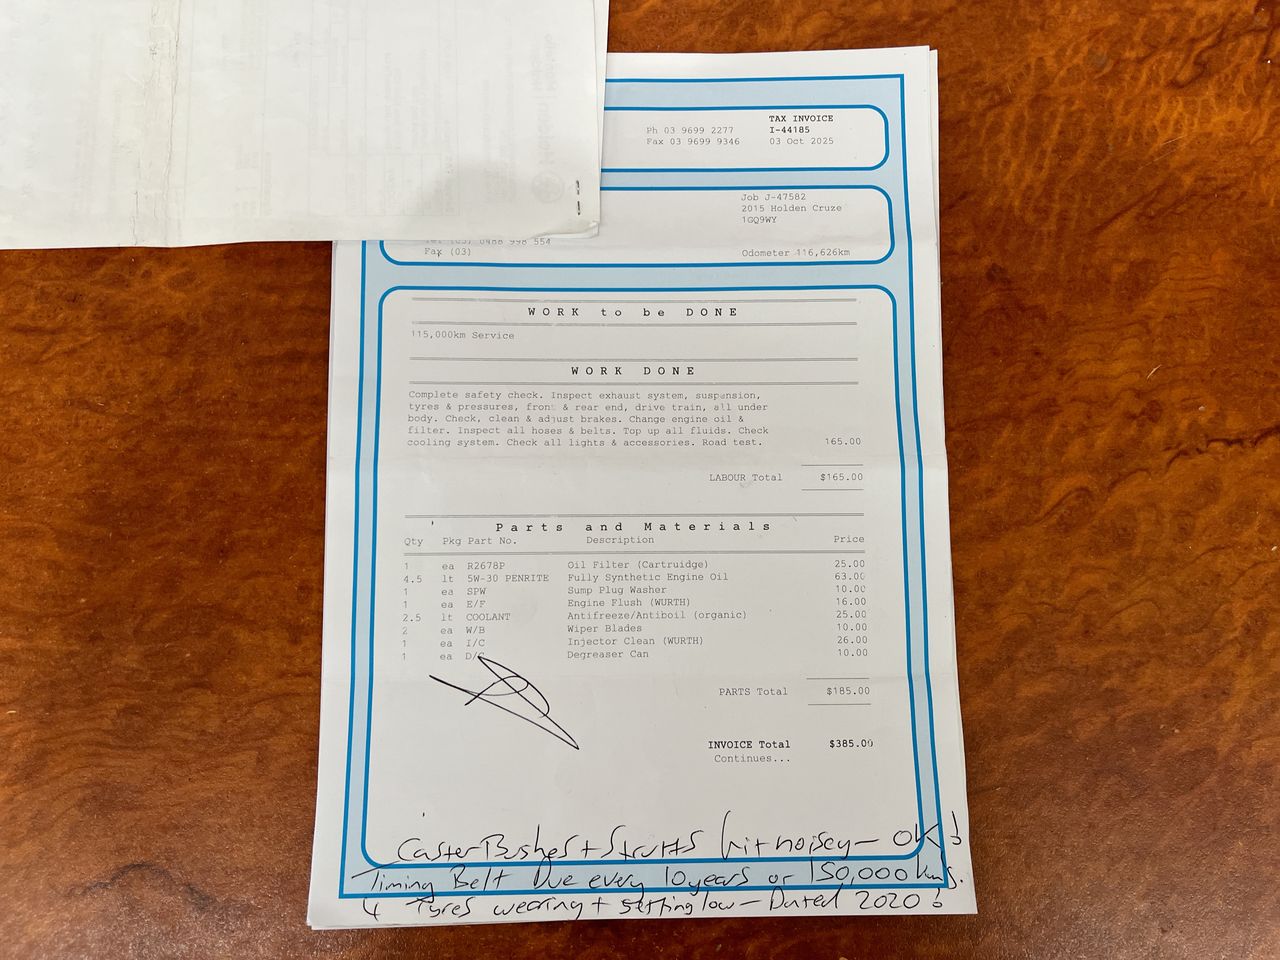 TAX INVOICE
Ph 03 9699 2277 I-44185
Fax 03 9699 9346 03 Oct 2025
Job J-47582
2015 Holden Cruze
1GQ9WY
Tel (03) 0488 998 554
Fax (03) Odometer 116,626km
WORK to be DONE
115,000km Service
WORK DONE
Complete safety check. Inspect exhaust system, suspension,
tyres & pressures, front & rear end, drive train, all under
body. Check, clean & adjust brakes. Change engine oil &
filter. Inspect all hoses & belts. Top up all fluids. Check
cooling system. Check all lights & accessories. Road test. 165.00
LABOUR Total $165.00
Parts and Materials
Qty Pkg Part No. Description Price
1 ea R2678P Oil Filter (Cartruidge) 25.00
4.5 lt 5W-30 PENRITE Fully Synthetic Engine Oil 63.00
1 ea SPW Sump Plug Washer 10.00
1 ea E/F Engine Flush (WURTH) 16.00
2.5 lt COOLANT Antifreeze/Antiboil (organic) 25.00
2 ea W/B Wiper Blades 10.00
1 ea I/C Injector Clean (WURTH) 26.00
1 ea D/C Degreaser Can 10.00
PARTS Total $185.00
INVOICE Total $385.00
Continues...
Caster Bushes + Strutts bit noisey - OK!
Timing Belt Due every 10 years or 150,000 kms.
4 Tyres wearing + getting low - Dated 2020!